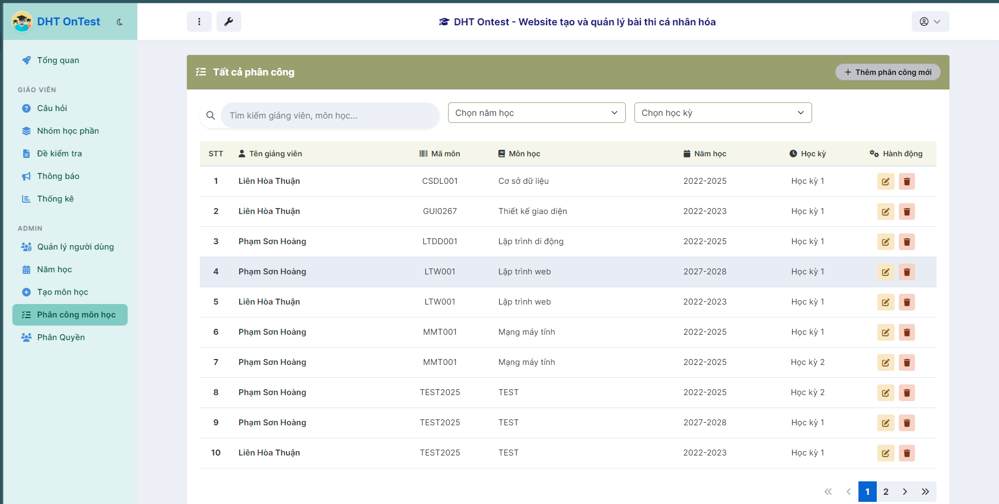 DHT OnTest
DHT Ontest - Website tạo và quản lý bài thi cá nhân hóa
Tổng quan
GIÁO VIÊN
Câu hỏi
Nhóm học phần
Đề kiểm tra
Thông báo
Thống kê
ADMIN
Quản lý người dùng
Năm học
Tạo môn học
Phân công môn học
Phân Quyền
Tất cả phân công
Thêm phân công mới
Tìm kiếm giảng viên, môn học...
Chọn năm học
Chọn học kỳ
STT Tên giảng viên Mã môn Môn học Năm học Học kỳ Hành động
1 Liên Hòa Thuận CSDL001 Cơ sở dữ liệu 2022-2025 Học kỳ 1
2 Liên Hòa Thuận GUI0267 Thiết kế giao diện 2022-2023 Học kỳ 1
3 Phạm Sơn Hoàng LTDD001 Lập trình di động 2022-2025 Học kỳ 1
4 Phạm Sơn Hoàng LTW001 Lập trình web 2027-2028 Học kỳ 1
5 Liên Hòa Thuận LTW001 Lập trình web 2022-2023 Học kỳ 1
6 Phạm Sơn Hoàng MMT001 Mạng máy tính 2022-2025 Học kỳ 1
7 Phạm Sơn Hoàng MMT001 Mạng máy tính 2022-2025 Học kỳ 2
8 Phạm Sơn Hoàng TEST2025 TEST 2022-2025 Học kỳ 2
9 Phạm Sơn Hoàng TEST2025 TEST 2027-2028 Học kỳ 1
10 Liên Hòa Thuận TEST2025 TEST 2022-2023 Học kỳ 1
1 2